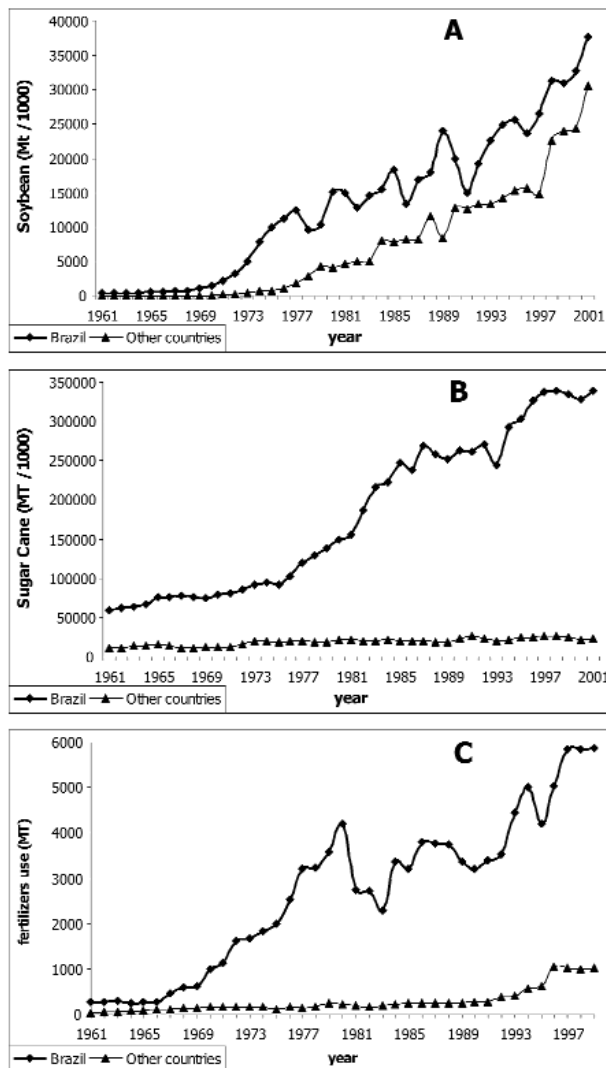 A
Soybean (Mt /1000)
40000
35000
30000
25000
20000
15000
10000
5000
0
1961 1965 1969 1973 1977 1981 1985 1989 1993 1997 2001
year
Brazil Other countries
B
Sugar Cane (MT /1000)
350000
300000
250000
200000
150000
100000
50000
0
1961 1965 1969 1973 1977 1981 1985 1989 1993 1997 2001
year
Brazil Other countries
C
fertilizers use (MT)
6000
5000
4000
3000
2000
1000
0
1961 1965 1969 1973 1977 1981 1985 1989 1993 1997
year
Brazil Other countries